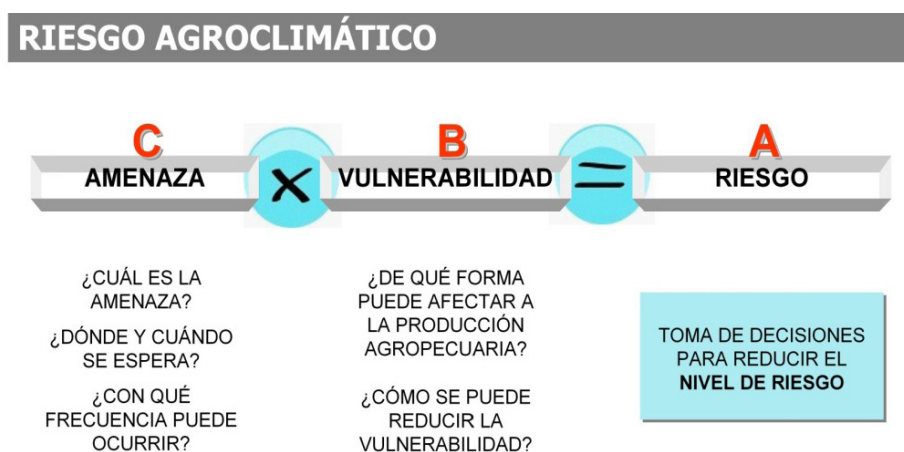 RIESGO AGROCLIMÁTICO
C
AMENAZA
X
B
VULNERABILIDAD
=
A
RIESGO
¿CUÁL ES LA
AMENAZA?
¿DÓNDE Y CUÁNDO
SE ESPERA?
¿CON QUÉ
FRECUENCIA PUEDE
OCURRIR?
¿DE QUÉ FORMA
PUEDE AFECTAR A
LA PRODUCCIÓN
AGROPECUARIA?
¿CÓMO SE PUEDE
REDUCIR LA
VULNERABILIDAD?
TOMA DE DECISIONES
PARA REDUCIR EL
NIVEL DE RIESGO